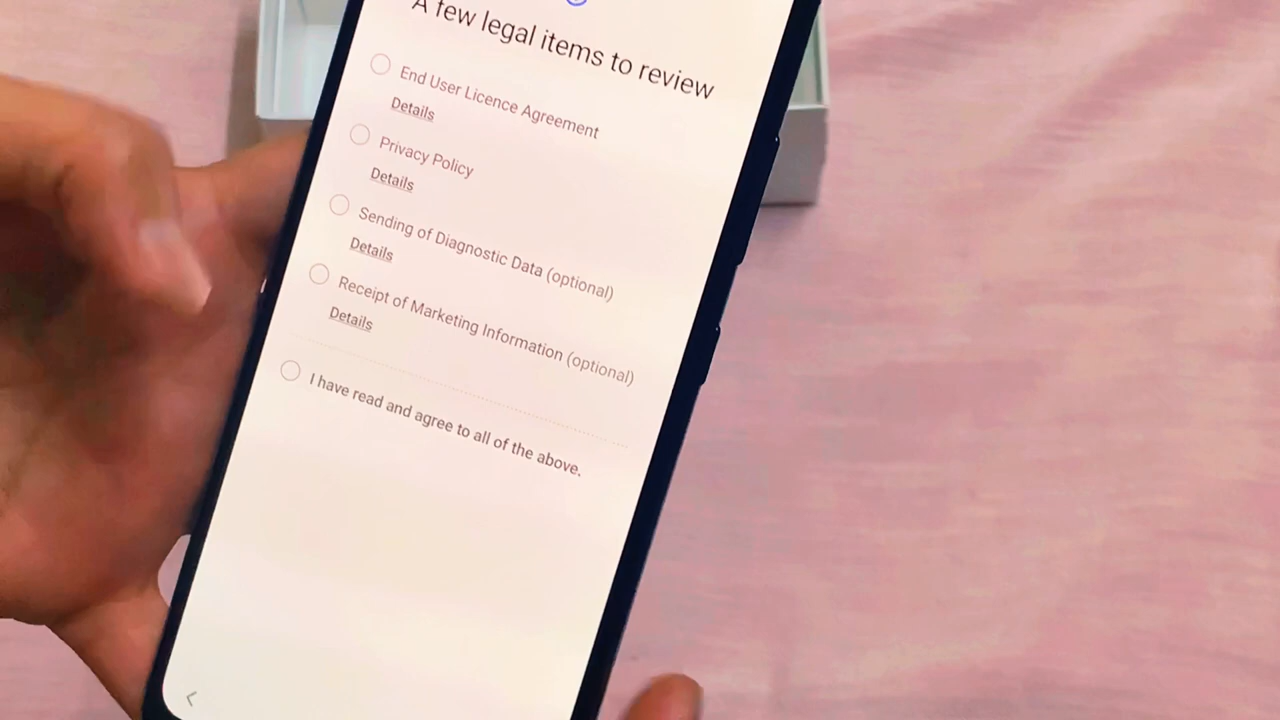 A few legal items to review
End User Licence Agreement
Details
Privacy Policy
Details
Sending of Diagnostic Data (optional)
Details
Receipt of Marketing Information (optional)
Details
I have read and agree to all of the above.